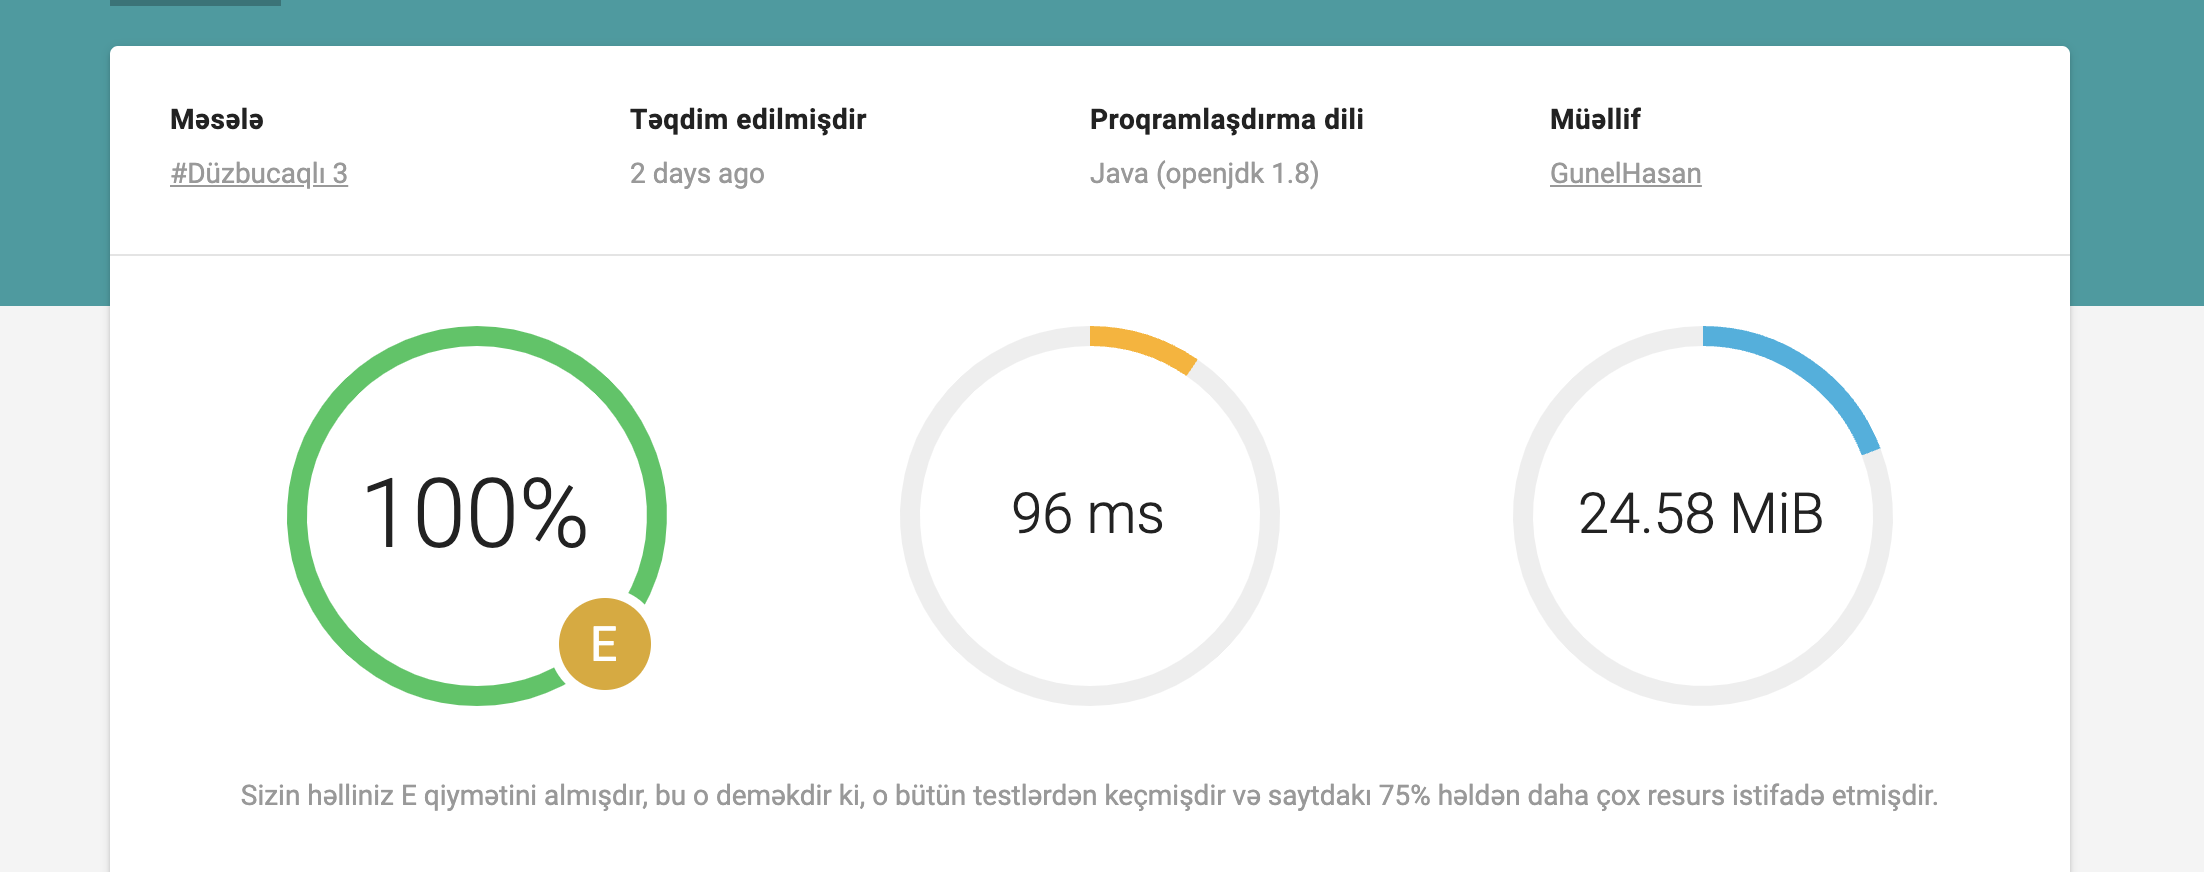 Məsələ
Təqdim edilmişdir
Proqramlaşdırma dili
Müəllif
#Düzbucaqlı 3
2 days ago
Java (openjdk 1.8)
GunelHasan
100%
E
96 ms
24.58 MiB
Sizin həlliniz E qiymətini almışdır, bu o deməkdir ki, o bütün testlərdən keçmişdir və saytdakı 75% həldən daha çox resurs istifadə etmişdir.